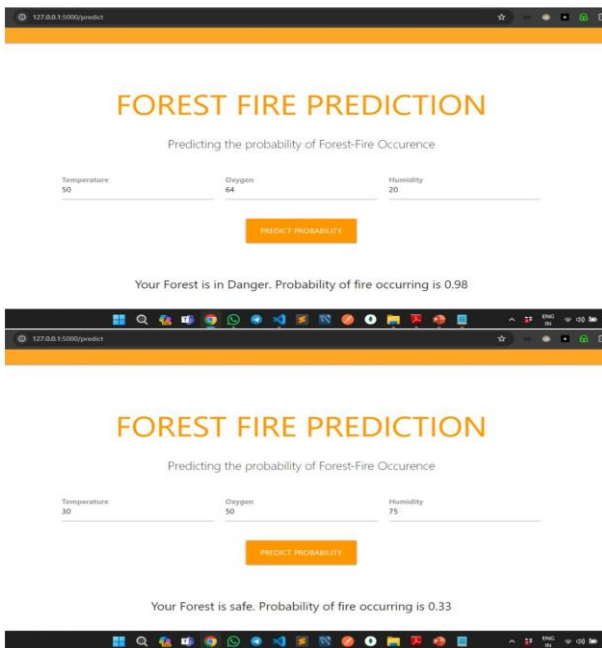 127.0.0.1:5000/predict
FOREST FIRE PREDICTION
Predicting the probability of Forest-Fire Occurence
Temperature Oxygen Humidity
50 64 20
PREDICT PROBABILITY
Your Forest is in Danger. Probability of fire occurring is 0.98
ENG
IN
127.0.0.1:5000/predict
FOREST FIRE PREDICTION
Predicting the probability of Forest-Fire Occurence
Temperature Oxygen Humidity
30 50 75
PREDICT PROBABILITY
Your Forest is safe. Probability of fire occurring is 0.33
ENG
IN